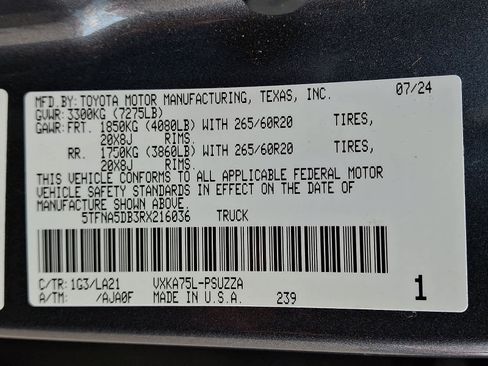 MFD.BY: TOYOTA MOTOR MANUFACTURING, TEXAS, INC. 07/24
GVWR: 3300KG (7275LB)
GAWR: FRT. 1850KG (4080LB) WITH 265/60R20 TIRES,
20X8J RIMS.
RR. 1750KG (3860LB) WITH 265/60R20 TIRES,
20X8J RIMS.
THIS VEHICLE CONFORMS TO ALL APPLICABLE FEDERAL MOTOR
VEHICLE SAFETY STANDARDS IN EFFECT ON THE DATE OF
MANUFACTURE SHOWN ABOVE.
5TFNA5DB3RX216036 TRUCK
C/TR: 1G3/LA21 VXKA75L-PSUZZA
A/TM: /AJA0F MADE IN U.S.A. 239 1